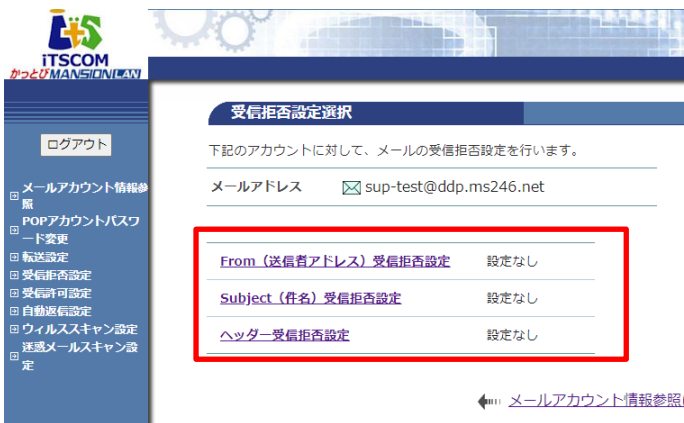 iTSCOM
かっとびMANSIONLAN
ログアウト
メールアカウント情報参
照
POPアカウントパスワ
ード変更
転送設定
受信拒否設定
受信許可設定
自動返信設定
ウィルススキャン設定
迷惑メールスキャン設
定
受信拒否設定選択
下記のアカウントに対して、メールの受信拒否設定を行います。
メールアドレス sup-test@ddp.ms246.net
From（送信者アドレス）受信拒否設定 設定なし
Subject（件名）受信拒否設定 設定なし
ヘッダー受信拒否設定 設定なし
メールアカウント情報参照